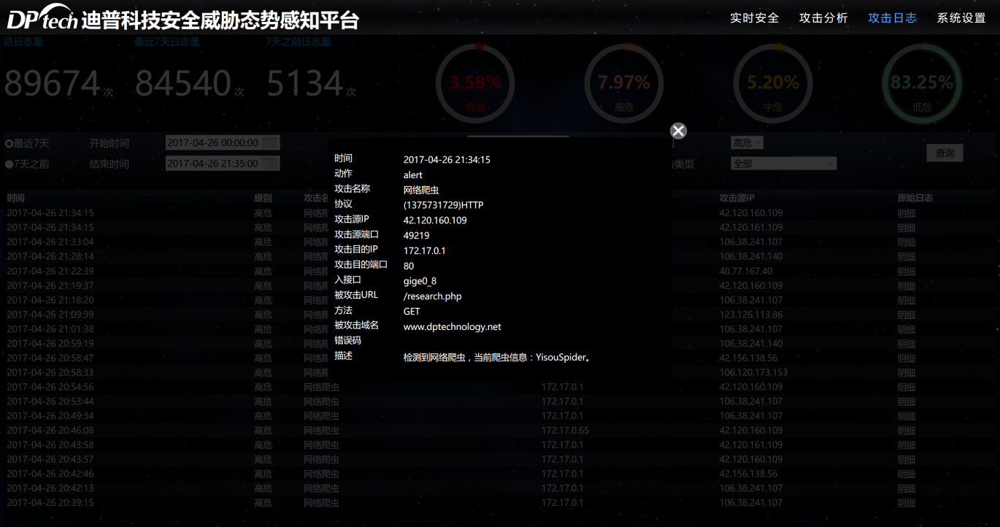 DPtech 迪普科技安全威胁态势感知平台
实时安全 攻击分析 攻击日志 系统设置
总日志量 最近7天日志量 7天之前日志量
89674次 84540次 5134次
3.58% 7.97% 5.20% 83.25%
危急 高危 中危 低危
最近7天 开始时间 2017-04-26 00:00:00 高危
7天之前 结束时间 2017-04-26 21:35:00 类型 全部
查询
时间 2017-04-26 21:34:15
动作 alert
攻击名称 网络爬虫
协议 (1375731729)HTTP
攻击源IP 42.120.160.109
攻击源端口 49219
攻击目的IP 172.17.0.1
攻击目的端口 80
入接口 gige0_8
被攻击URL /research.php
方法 GET
被攻击域名 www.dptechnology.net
错误码
描述 检测到网络爬虫，当前爬虫信息：YisouSpider。
时间 级别 攻击名 攻击源IP 原始日志
2017-04-26 21:34:15 高危 网络爬 42.120.160.109 明细
2017-04-26 21:34:15 高危 网络爬 42.120.161.109 明细
2017-04-26 21:33:04 高危 网络爬 106.38.241.107 明细
2017-04-26 21:28:14 高危 网络爬 106.38.241.140 明细
2017-04-26 21:22:39 高危 网络爬 40.77.167.40 明细
2017-04-26 21:19:37 高危 网络爬 42.120.160.109 明细
2017-04-26 21:18:20 高危 网络爬 106.38.241.107 明细
2017-04-26 21:09:39 高危 网络爬 123.126.113.86 明细
2017-04-26 21:01:38 高危 网络爬 106.38.241.107 明细
2017-04-26 20:59:19 高危 网络爬 106.38.241.140 明细
2017-04-26 20:58:47 高危 网络爬 42.156.138.56 明细
2017-04-26 20:58:33 高危 网络爬 106.120.173.153 明细
2017-04-26 20:54:56 高危 网络爬虫 172.17.0.1 42.120.160.109 明细
2017-04-26 20:53:44 高危 网络爬虫 172.17.0.1 106.38.241.107 明细
2017-04-26 20:49:34 高危 网络爬虫 172.17.0.1 106.38.241.107 明细
2017-04-26 20:46:08 高危 网络爬虫 172.17.0.65 42.120.160.109 明细
2017-04-26 20:43:58 高危 网络爬虫 172.17.0.1 42.120.161.109 明细
2017-04-26 20:43:57 高危 网络爬虫 172.17.0.1 42.120.160.109 明细
2017-04-26 20:42:46 高危 网络爬虫 172.17.0.1 42.156.138.56 明细
2017-04-26 20:42:13 高危 网络爬虫 172.17.0.1 106.38.241.107 明细
2017-04-26 20:39:15 高危 网络爬虫 172.17.0.1 106.38.241.107 明细